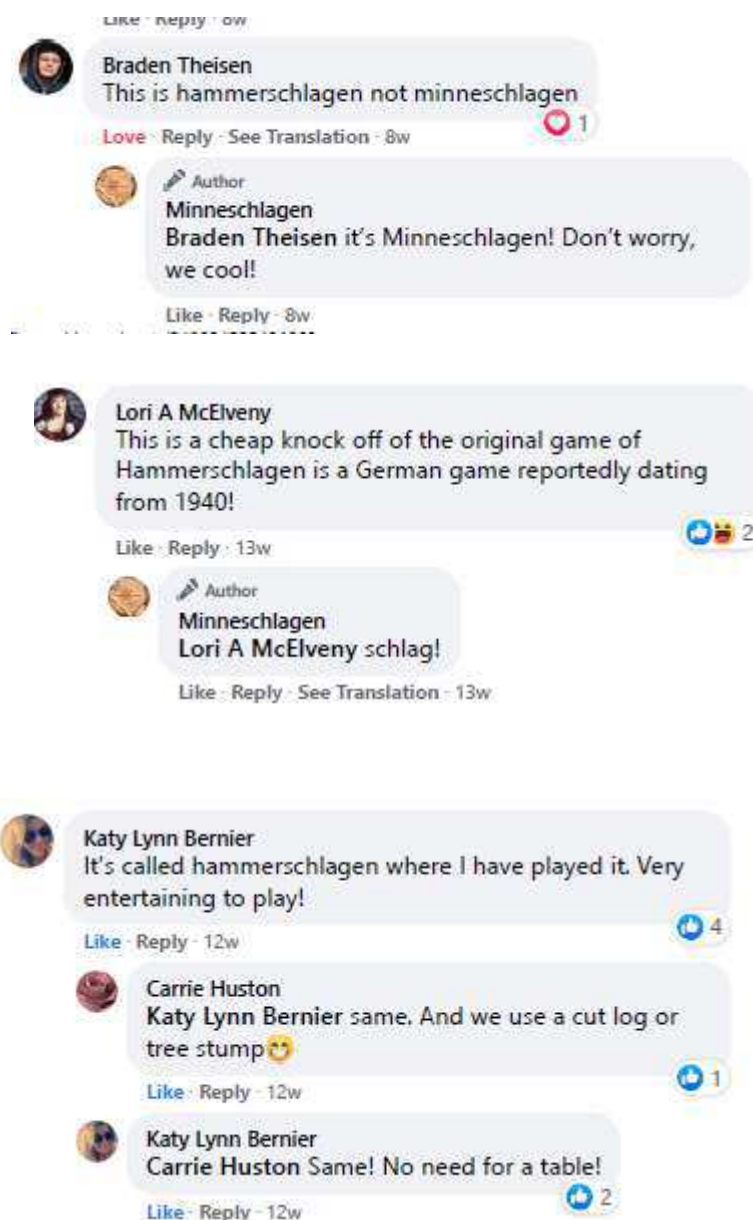 Like · Reply · 8w
Braden Theisen
This is hammerschlagen not minneschlagen
1
Love · Reply · See Translation · 8w
Author
Minneschlagen
Braden Theisen it's Minneschlagen! Don't worry,
we cool!
Like · Reply · 8w
Lori A McElveny
This is a cheap knock off of the original game of
Hammerschlagen is a German game reportedly dating
from 1940!
2
Like · Reply · 13w
Author
Minneschlagen
Lori A McElveny schlag!
Like · Reply · See Translation · 13w
Katy Lynn Bernier
It's called hammerschlagen where I have played it. Very
entertaining to play!
4
Like · Reply · 12w
Carrie Huston
Katy Lynn Bernier same. And we use a cut log or
tree stump😁
1
Like · Reply · 12w
Katy Lynn Bernier
Carrie Huston Same! No need for a table!
2
Like · Reply · 12w